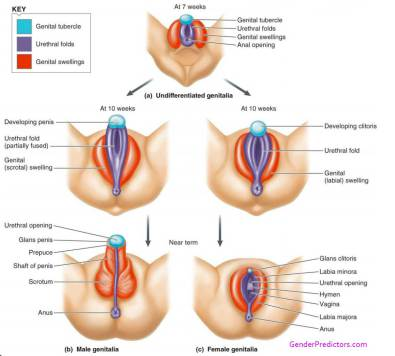 KEY
Genital tubercle
Urethral folds
Genital swellings
At 7 weeks
Genital tubercle
Urethral folds
Genital swellings
Anal opening
(a) Undifferentiated genitalia
At 10 weeks
Developing penis
Urethral fold
(partially fused)
Genital
(scrotal) swelling
At 10 weeks
Developing clitoris
Urethral fold
Genital
(labial) swelling
Near term
Urethral opening
Glans penis
Prepuce
Shaft of penis
Scrotum
Anus
(b) Male genitalia
Glans clitoris
Labia minora
Urethral opening
Hymen
Vagina
Labia majora
Anus
(c) Female genitalia
GenderPredictors.com